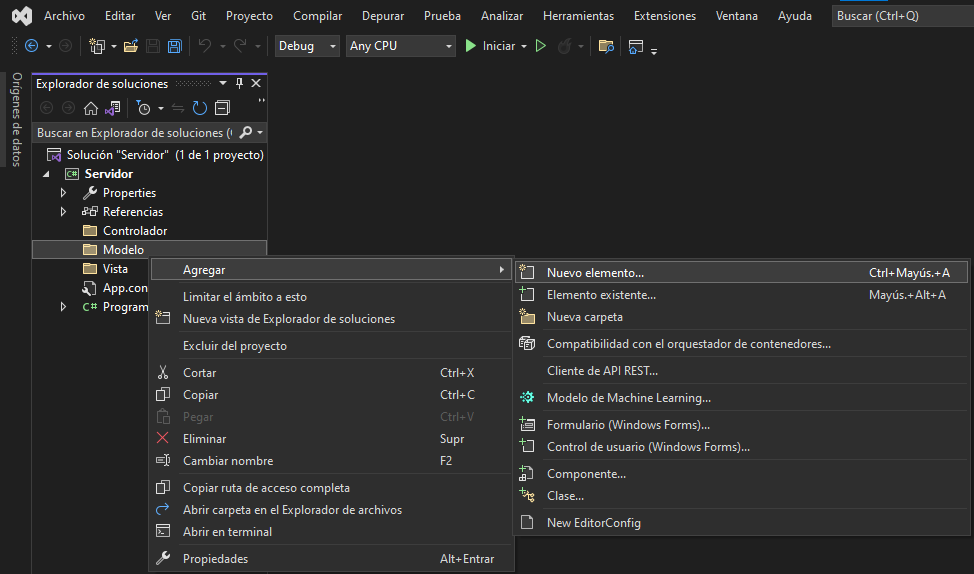 Archivo Editar Ver Git Proyecto Compilar Depurar Prueba Analizar Herramientas Extensiones Ventana Ayuda Buscar (Ctrl+Q)
Debug Any CPU Iniciar
Orígenes de datos
Explorador de soluciones
Buscar en Explorador de soluciones (
Solución "Servidor" (1 de 1 proyecto)
C# Servidor
Properties
Referencias
Controlador
Modelo
Vista
App.con
C# Program
Agregar
Limitar el ámbito a esto
Nueva vista de Explorador de soluciones
Excluir del proyecto
Cortar Ctrl+X
Copiar Ctrl+C
Pegar Ctrl+V
Eliminar Supr
Cambiar nombre F2
Copiar ruta de acceso completa
Abrir carpeta en el Explorador de archivos
Abrir en terminal
Propiedades Alt+Entrar
Nuevo elemento... Ctrl+Mayús.+A
Elemento existente... Mayús.+Alt+A
Nueva carpeta
Compatibilidad con el orquestador de contenedores...
Cliente de API REST...
Modelo de Machine Learning...
Formulario (Windows Forms)...
Control de usuario (Windows Forms)...
Componente...
Clase...
New EditorConfig